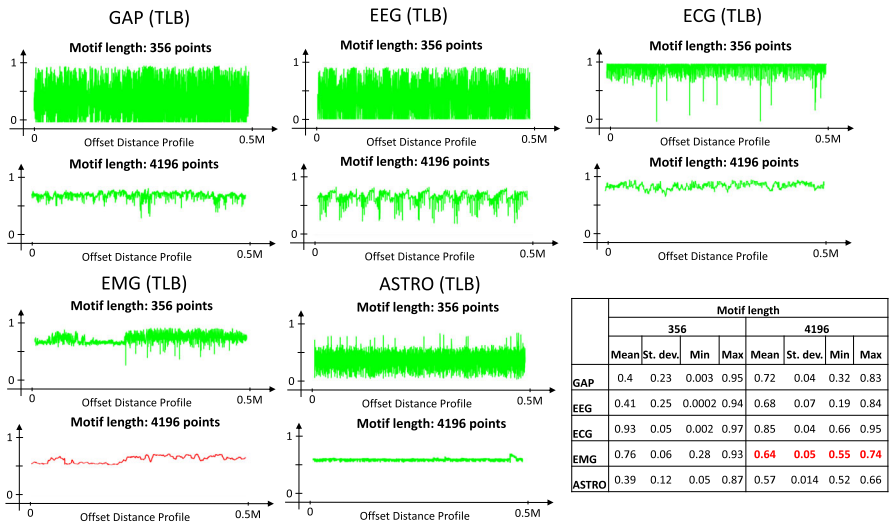 GAP (TLB)
Motif length: 356 points
1
0
0
0.5M
Offset Distance Profile
Motif length: 4196 points
1
0
0
0.5M
Offset Distance Profile
EEG (TLB)
Motif length: 356 points
1
0
0
0.5M
Offset Distance Profile
Motif length: 4196 points
1
0
0
0.5M
Offset Distance Profile
ECG (TLB)
Motif length: 356 points
1
0
0
0.5M
Offset Distance Profile
Motif length: 4196 points
1
0
0
0.5M
Offset Distance Profile
EMG (TLB)
Motif length: 356 points
1
0
0
0.5M
Offset Distance Profile
Motif length: 4196 points
1
0
0
0.5M
Offset Distance Profile
ASTRO (TLB)
Motif length: 356 points
1
0
0
0.5M
Offset Distance Profile
Motif length: 4196 points
1
0
0
0.5M
Offset Distance Profile
Motif length
356 4196
Mean St. dev. Min Max Mean St. dev. Min Max
GAP 0.4 0.23 0.003 0.95 0.72 0.04 0.32 0.83
EEG 0.41 0.25 0.0002 0.94 0.68 0.07 0.19 0.84
ECG 0.93 0.05 0.002 0.97 0.85 0.04 0.66 0.95
EMG 0.76 0.06 0.28 0.93 0.64 0.05 0.55 0.74
ASTRO 0.39 0.12 0.05 0.87 0.57 0.014 0.52 0.66